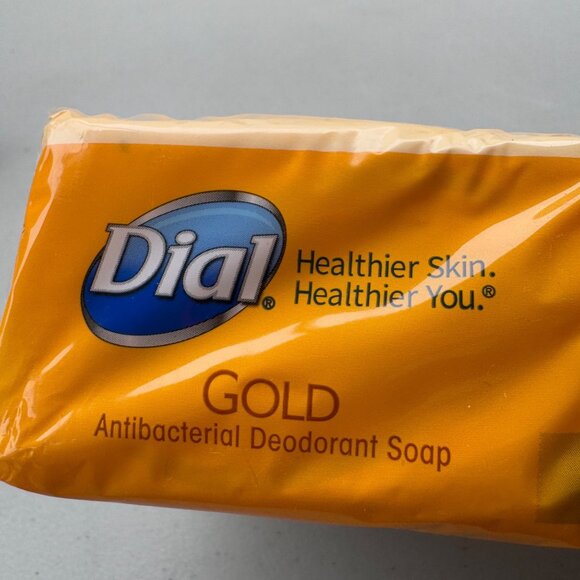 Dial®
Healthier Skin.
Healthier You.®
GOLD
Antibacterial Deodorant Soap